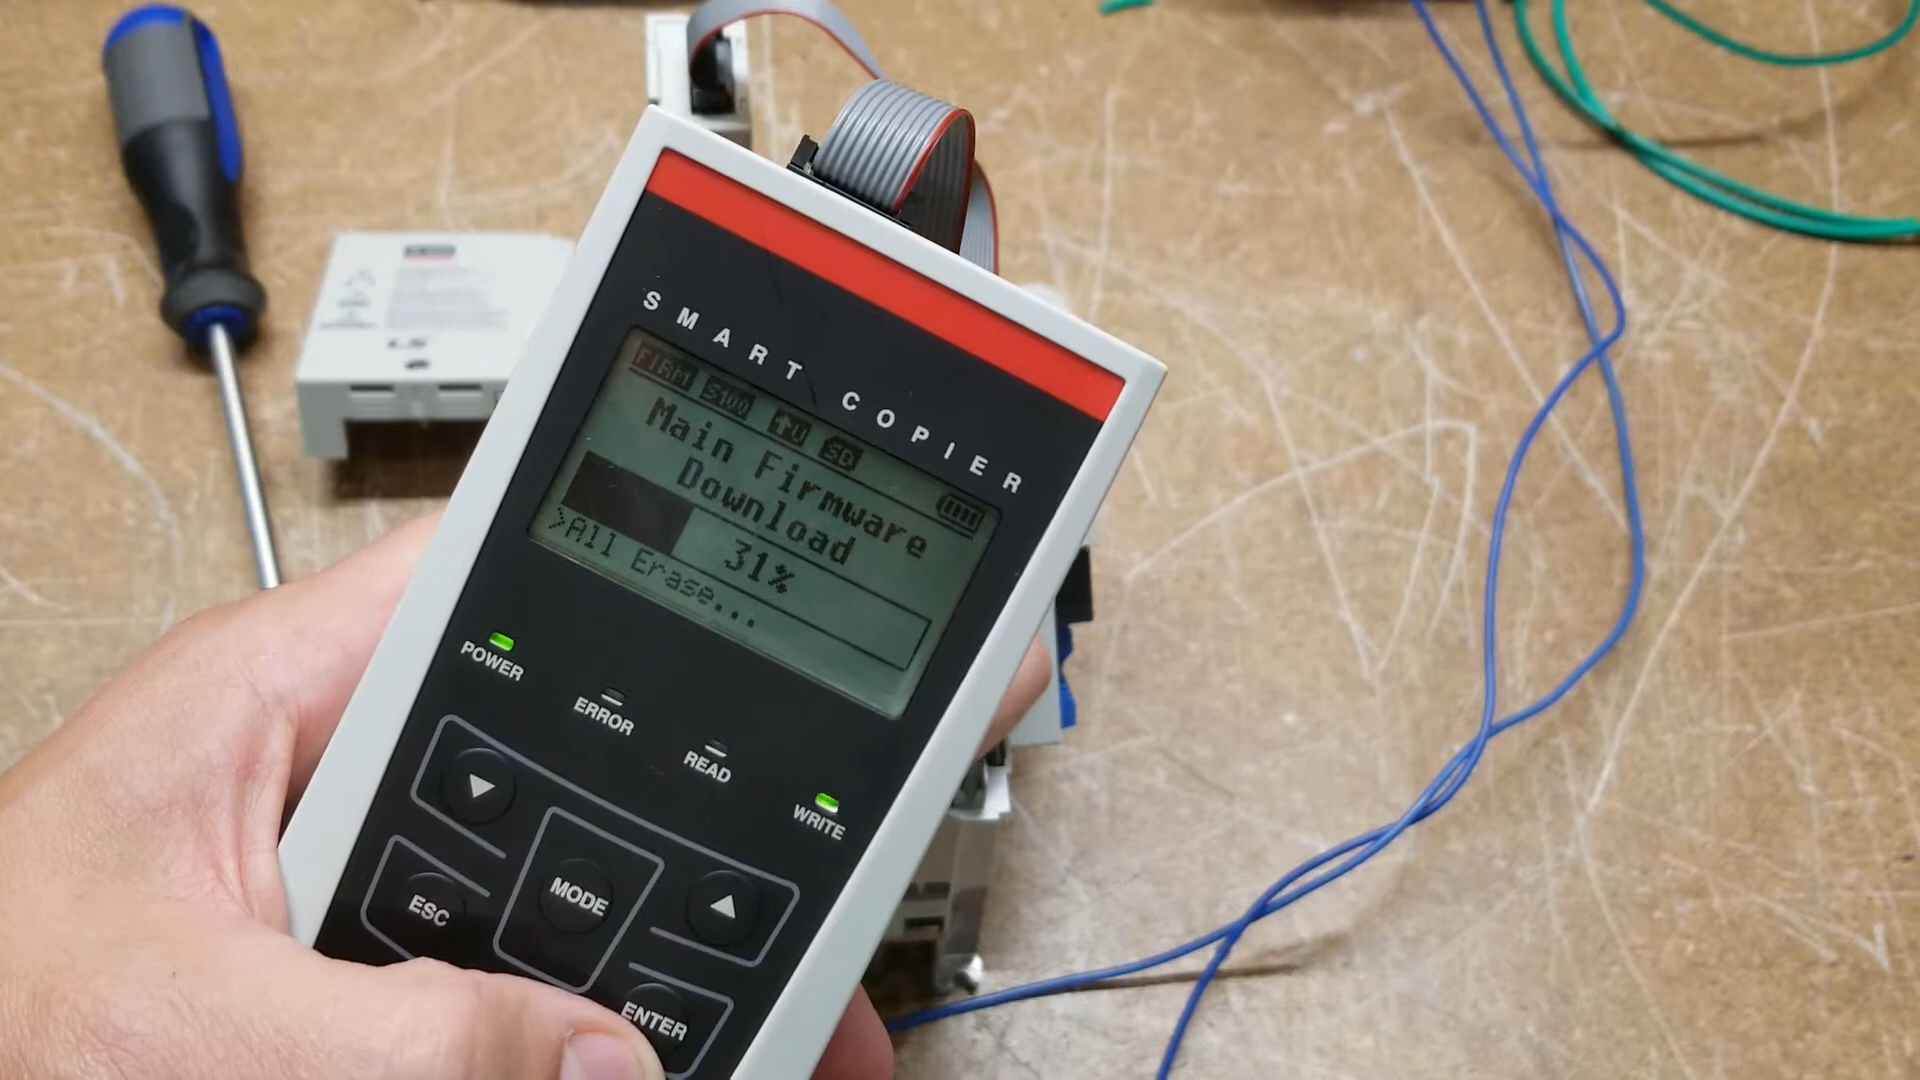 SMART COPIER
FIRM S100 SD
Main Firmware
Download
31%
>All Erase...
POWER
ERROR
READ
WRITE
ESC
MODE
ENTER